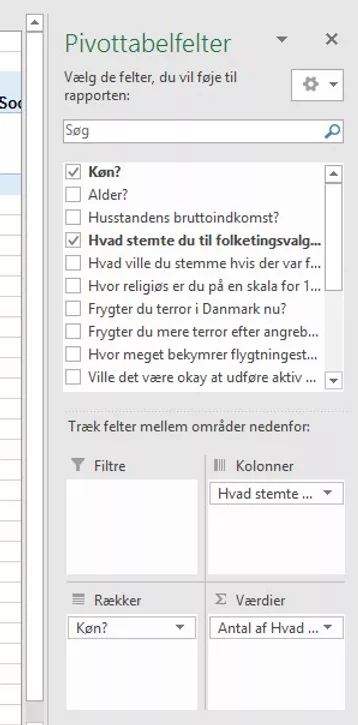 Pivottabelfelter
Vælg de felter, du vil føje til
rapporten:
Soc
Søg
Køn?
Alder?
Husstandens bruttoindkomst?
Hvad stemte du til folketingsvalg...
Hvad ville du stemme hvis der var f...
Hvor religiøs er du på en skala for 1...
Frygter du terror i Danmark nu?
Frygter du mere terror efter angreb...
Hvor meget bekymrer flygtningest...
Ville det være okay at udføre aktiv ...
Træk felter mellem områder nedenfor:
Filtre
Kolonner
Hvad stemte ...
Rækker
Værdier
Køn?
Antal af Hvad ...